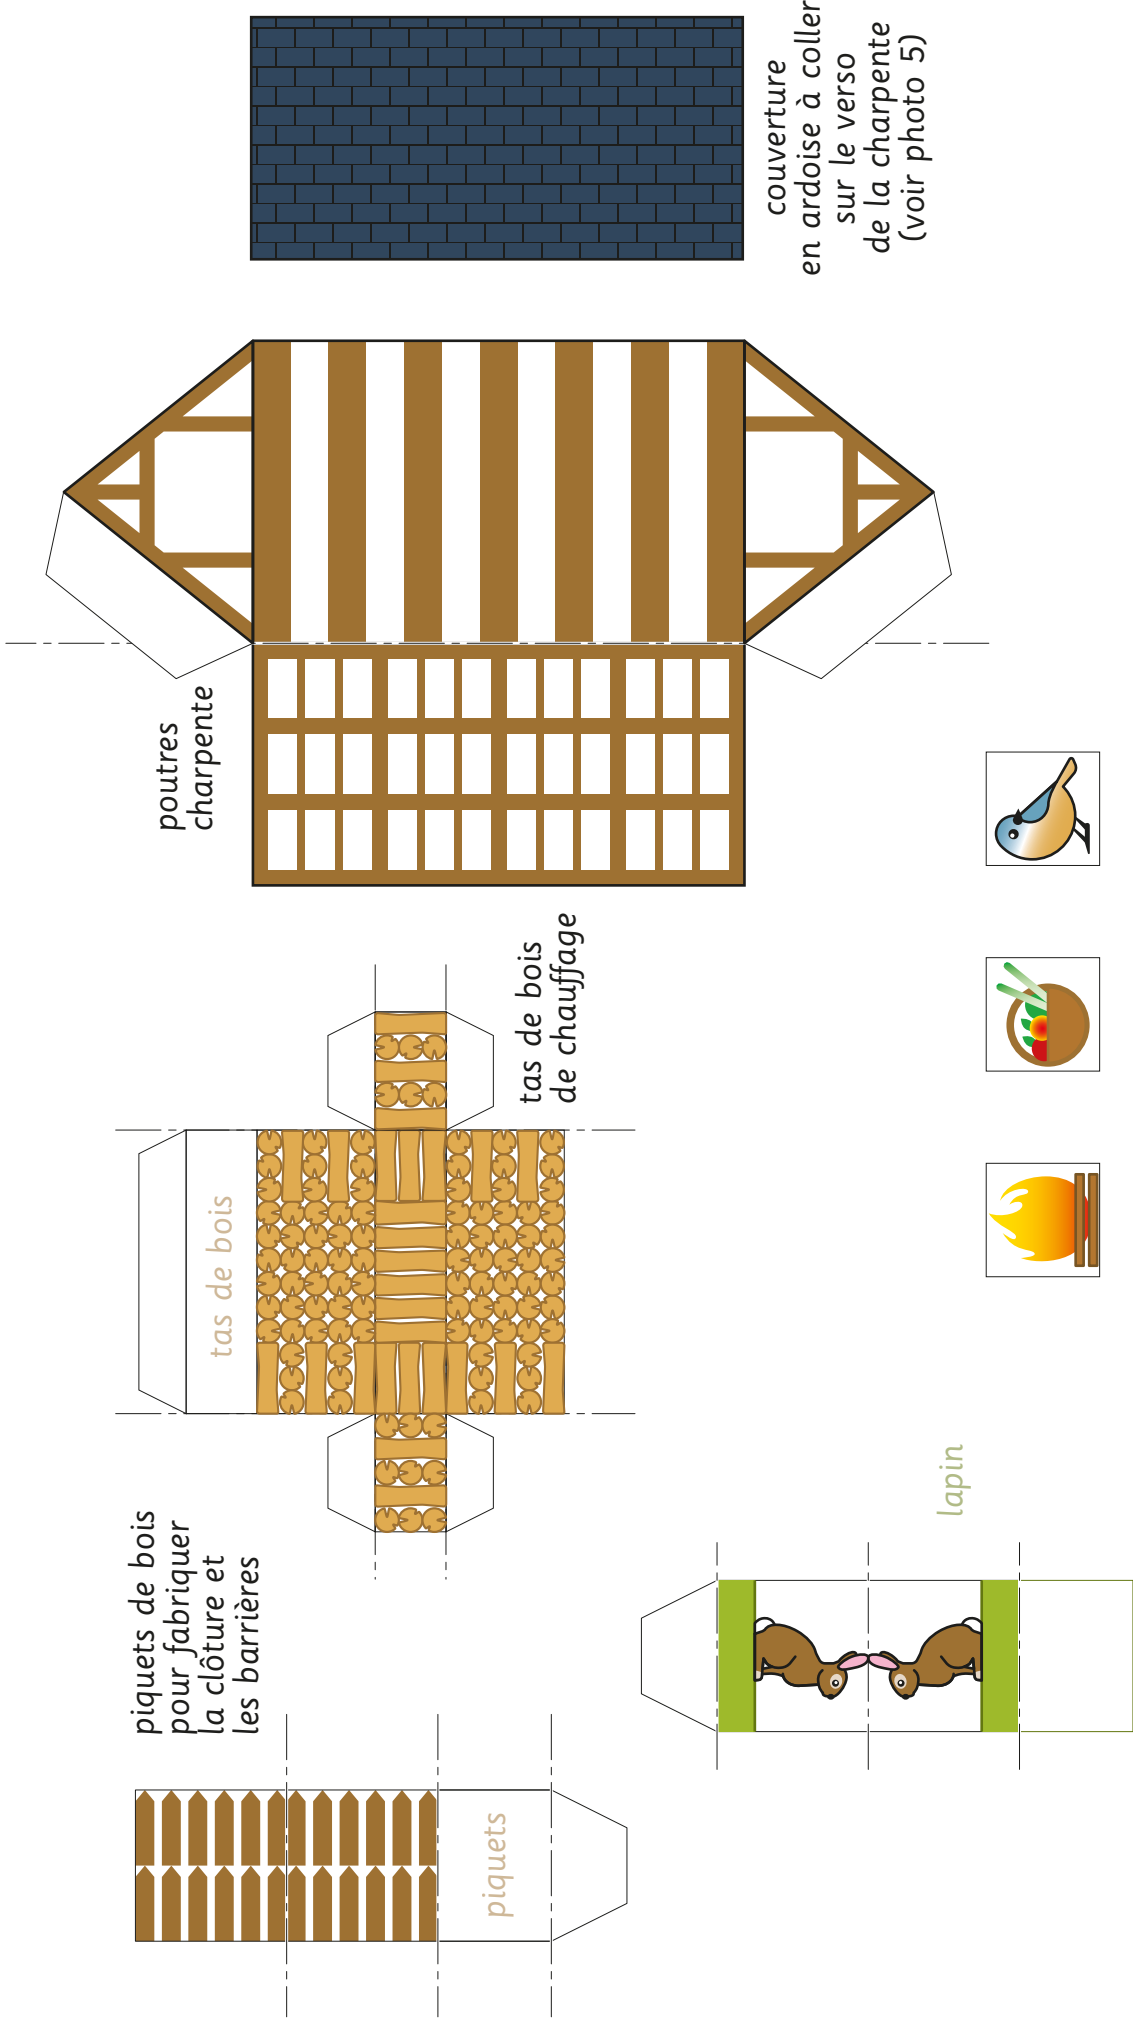 piquets de bois
pour fabriquer
la clôture et
les barrières
piquets
tas de bois
tas de bois
de chauffage
lapin
poutres
charpente
couverture
en ardoise à coller
sur le verso
de la charpente
(voir photo 5)